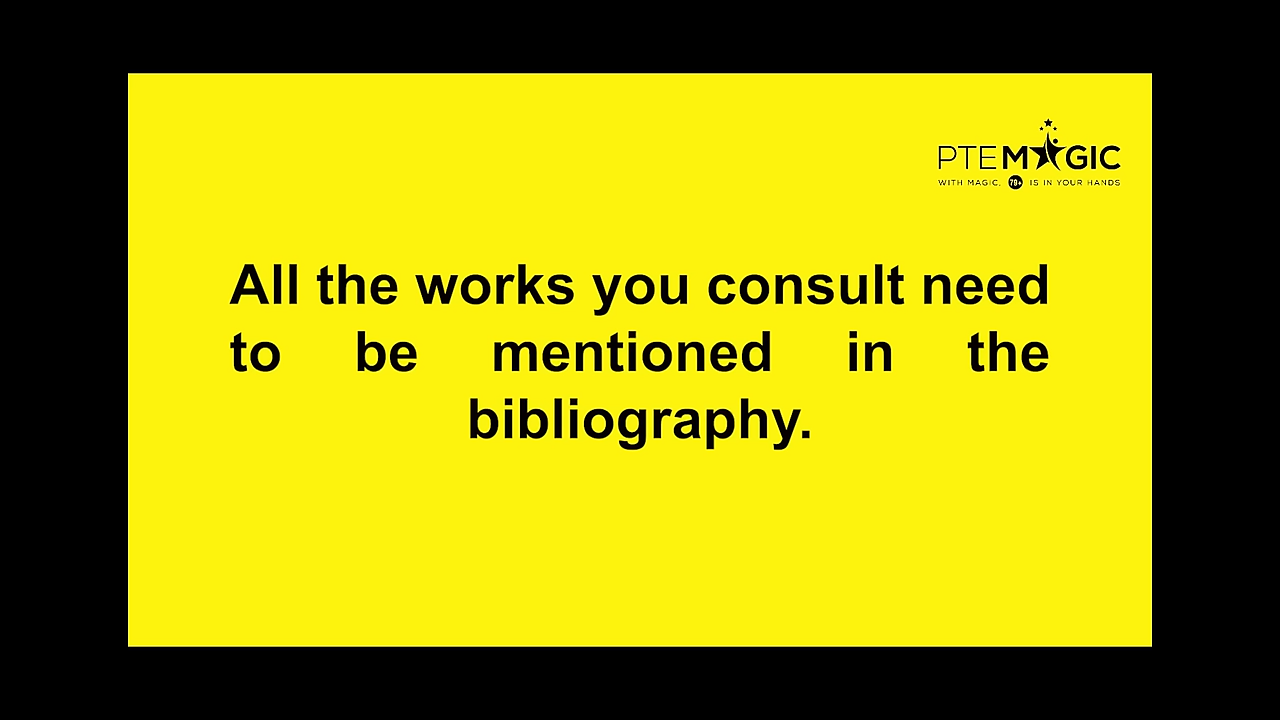 PTEMAGIC
WITH MAGIC, 79+ IS IN YOUR HANDS
All the works you consult need
to be mentioned in the
bibliography.